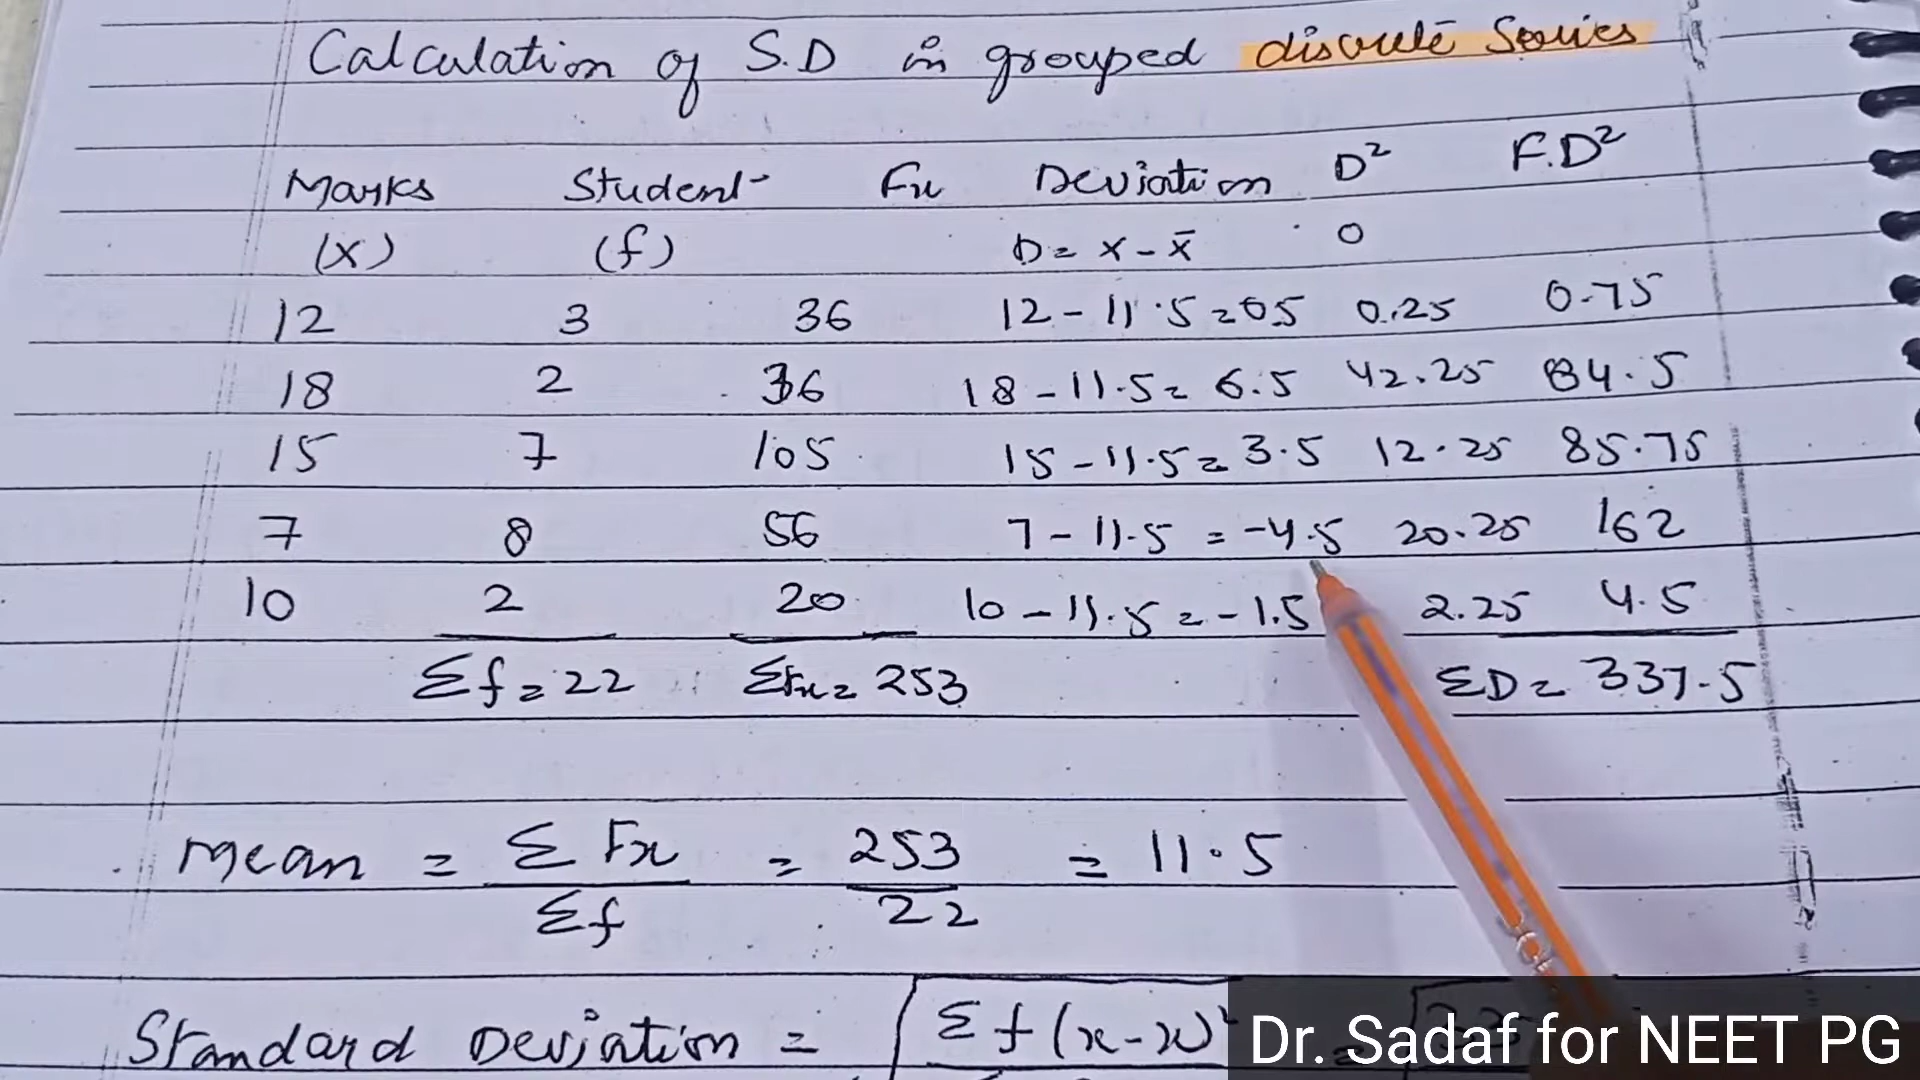 Calculation of S.D in grouped discrete Series
Marks Student Fx Deviation D² F.D²
(x) (f) D = x - x̄ 0
12 3 36 12 - 11.5 = 0.5 0.25 0.75
18 2 36 18 - 11.5 = 6.5 42.25 84.5
15 7 105 15 - 11.5 = 3.5 12.25 85.75
7 8 56 7 - 11.5 = -4.5 20.25 162
10 2 20 10 - 11.5 = -1.5 2.25 4.5
Σf = 22 ΣFx = 253 ΣD = 337.5
Mean = ΣFx = 253 = 11.5
Σf 22
Standard Deviation = √Σf(x-x)²
Dr. Sadaf for NEET PG